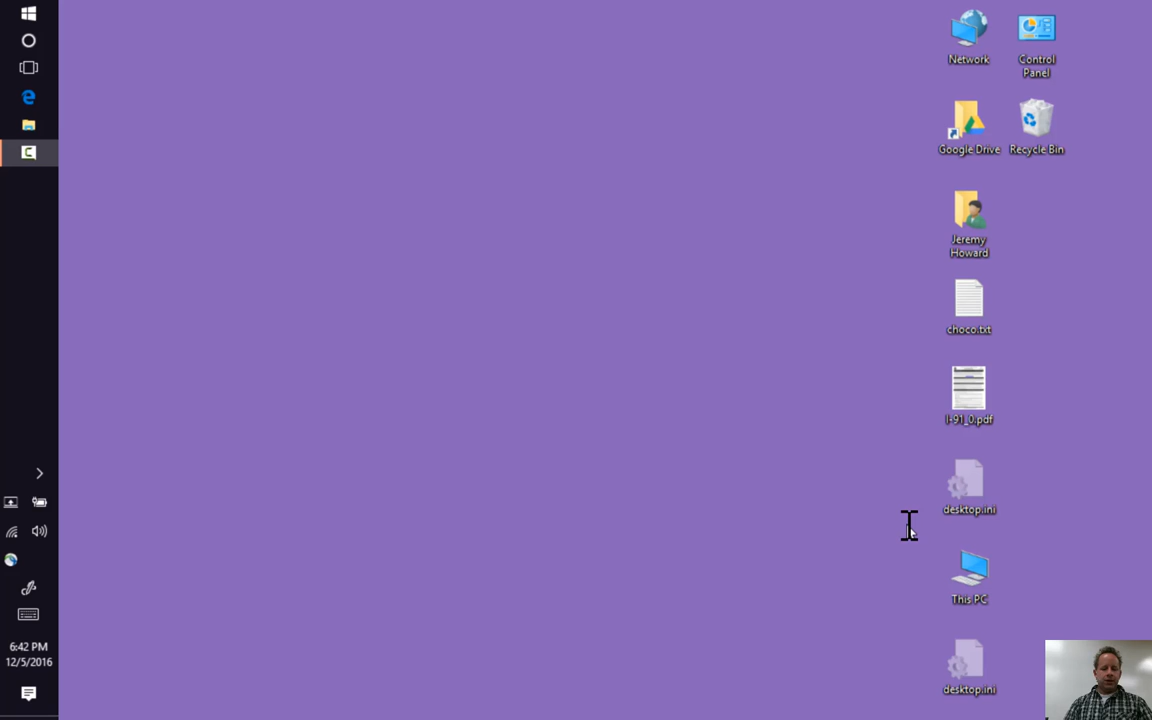 Network
Control
Panel
Google Drive
Recycle Bin
Jeremy
Howard
choco.txt
I-91_0.pdf
desktop.ini
This PC
desktop.ini
6:42 PM
12/5/2016